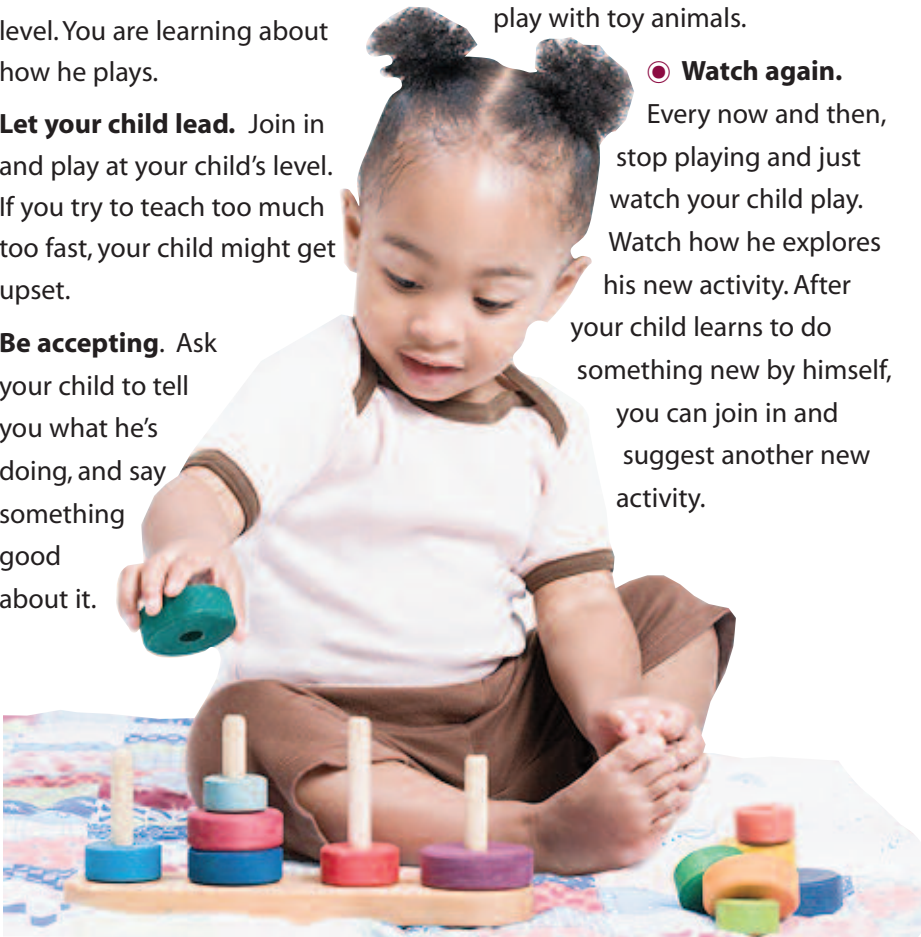 level. You are learning about
how he plays.
Let your child lead. Join in
and play at your child's level.
If you try to teach too much
too fast, your child might get
upset.
Be accepting. Ask
your child to tell
you what he's
doing, and say
something
good
about it.
play with toy animals.
Watch again.
Every now and then,
stop playing and just
watch your child play.
Watch how he explores
his new activity. After
your child learns to do
something new by himself,
you can join in and
suggest another new
activity.